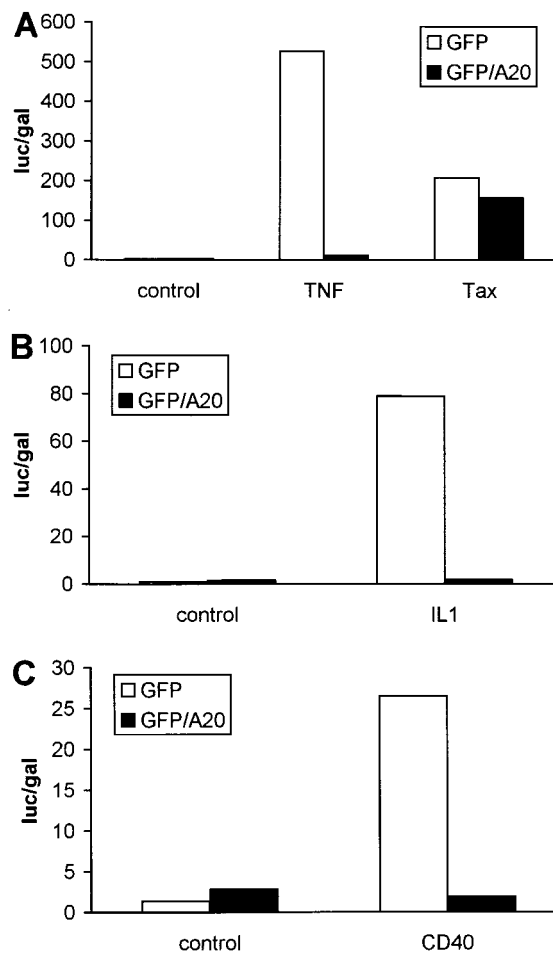 A
600
500
400
300
200
100
0
luc/gal
GFP
GFP/A20
control TNF Tax
B
100
80
60
40
20
0
luc/gal
GFP
GFP/A20
control IL1
C
30
25
20
15
10
5
0
luc/gal
GFP
GFP/A20
control CD40